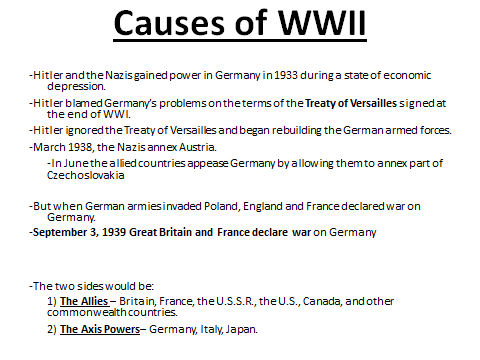 Causes of WWII
-Hitler and the Nazis gained power in Germany in 1933 during a state of economic
depression.
-Hitler blamed Germany's problems on the terms of the Treaty of Versailles signed at
the end of WWI.
-Hitler ignored the Treaty of Versailles and began rebuilding the German armed forces.
-March 1938, the Nazis annex Austria.
-In June the allied countries appease Germany by allowing them to annex part of
Czechoslovakia
-But when German armies invaded Poland, England and France declared war on
Germany.
-September 3, 1939 Great Britain and France declare war on Germany
-The two sides would be:
1) The Allies – Britain, France, the U.S.S.R., the U.S., Canada, and other
commonwealth countries.
2) The Axis Powers– Germany, Italy, Japan.